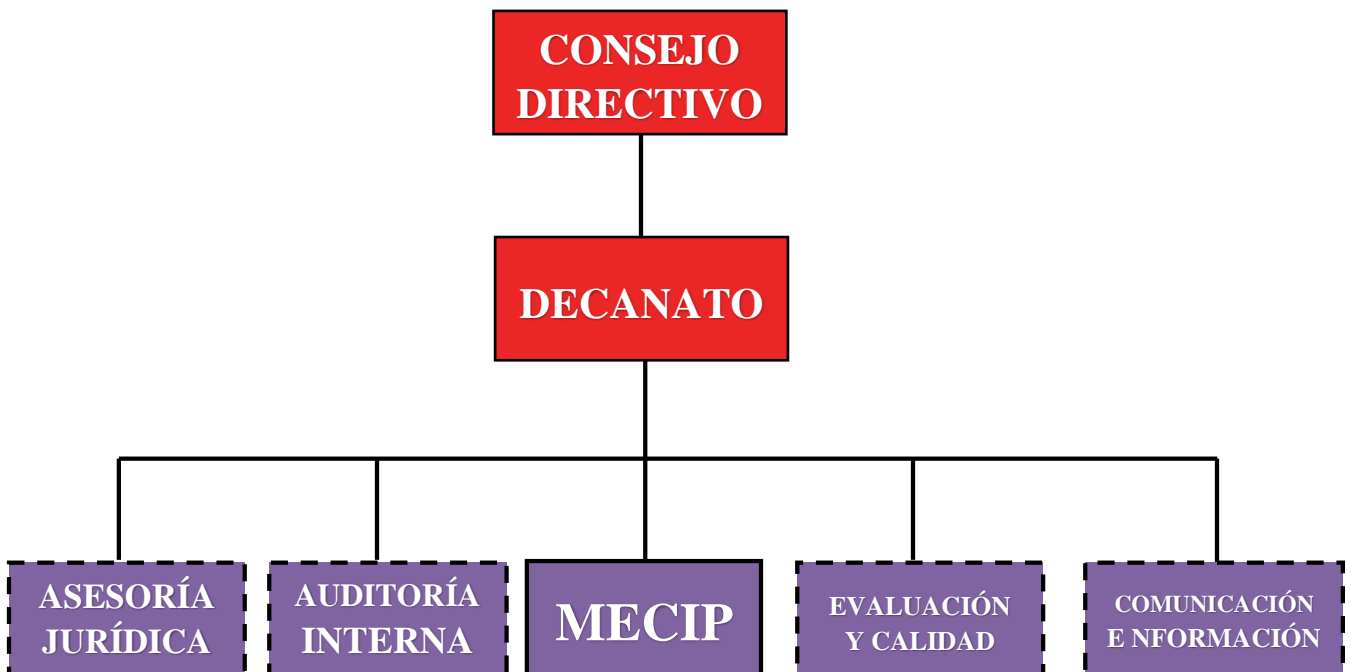 CONSEJO
DIRECTIVO
DECANATO
ASESORÍA
JURÍDICA
AUDITORÍA
INTERNA
MECIP
EVALUACIÓN
Y CALIDAD
COMUNICACIÓN
E NFORMACIÓN